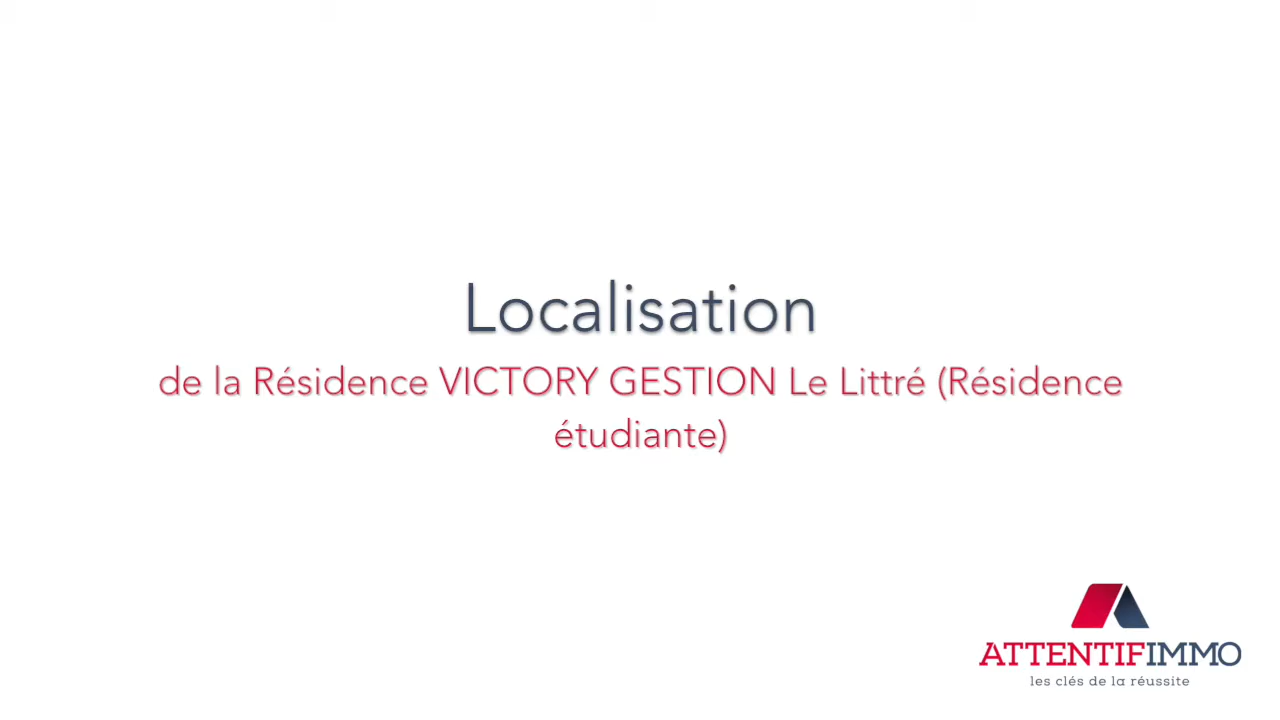 Localisation
de la Résidence VICTORY GESTION Le Littré (Résidence
étudiante)
ATTENTIFIMMO
les clés de la réussite